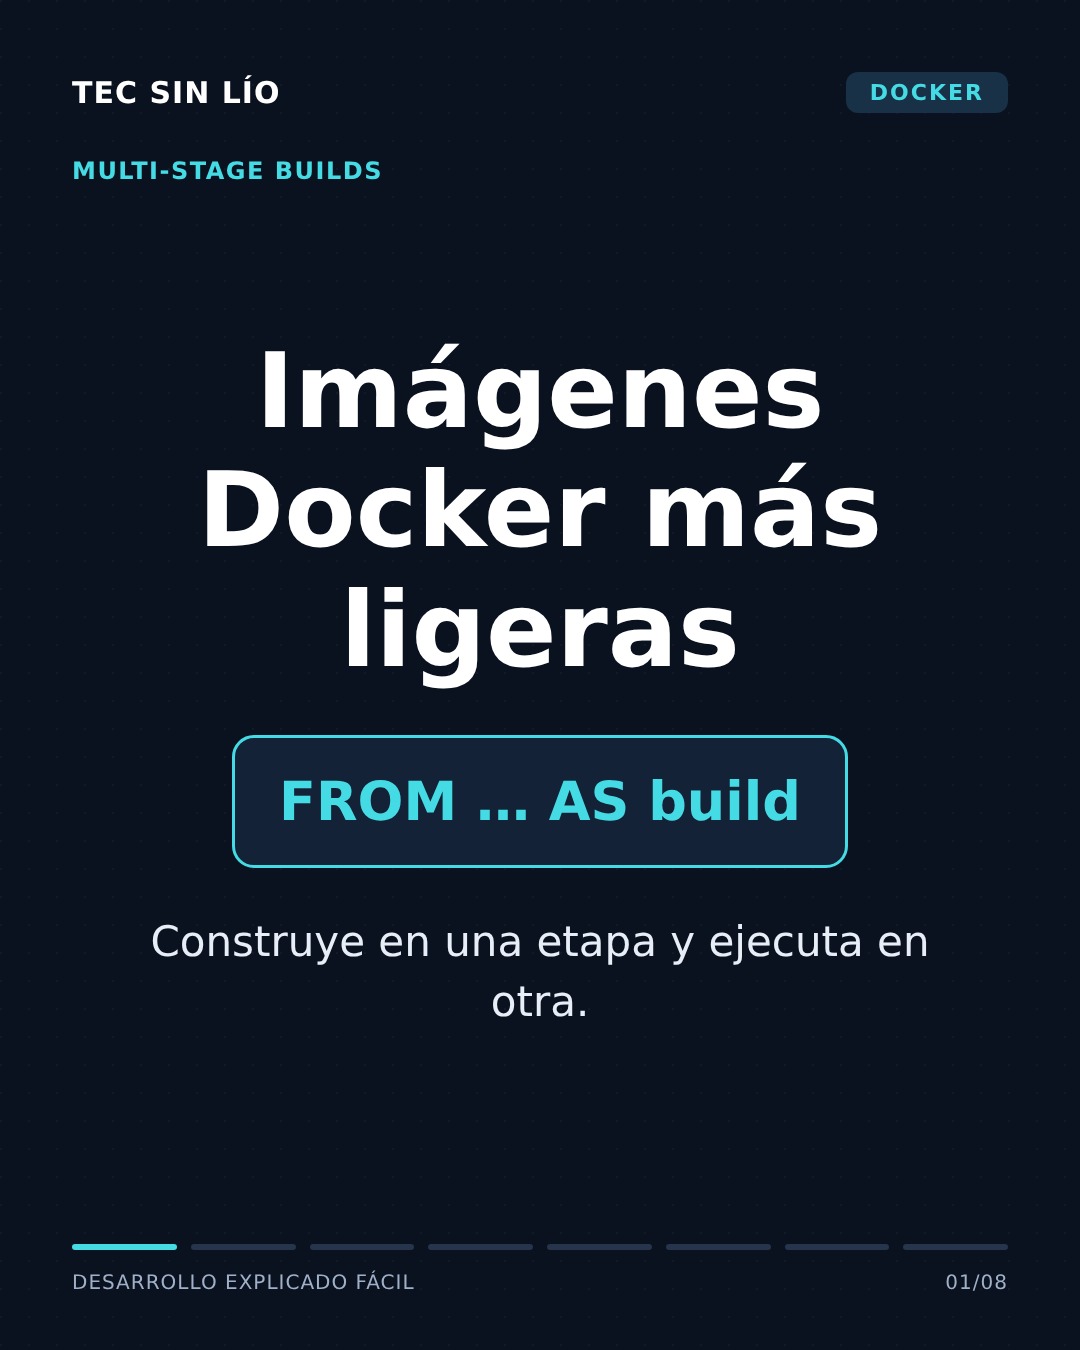 TEC SIN LÍO
DOCKER
MULTI-STAGE BUILDS
Imágenes
Docker más
ligeras
FROM … AS build
Construye en una etapa y ejecuta en
otra.
DESARROLLO EXPLICADO FÁCIL
01/08